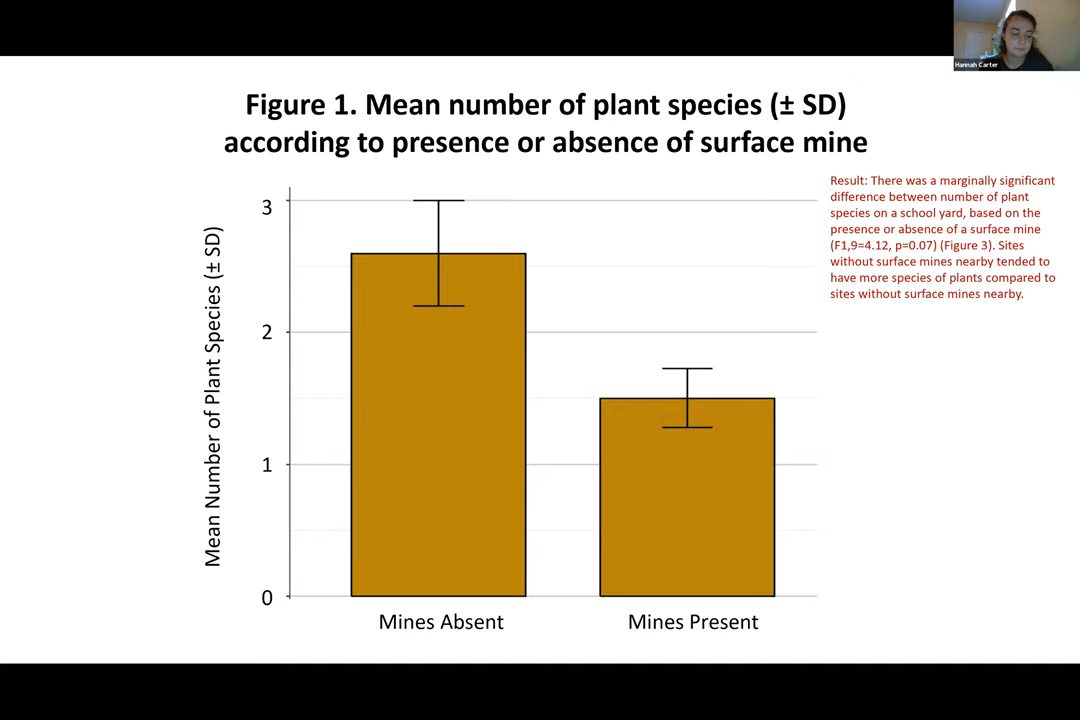 Hannah Carter
Figure 1. Mean number of plant species (± SD)
according to presence or absence of surface mine
Result: There was a marginally significant
difference between number of plant
species on a school yard, based on the
presence or absence of a surface mine
(F1,9=4.12, p=0.07) (Figure 3). Sites
without surface mines nearby tended to
have more species of plants compared to
sites without surface mines nearby.
Mean Number of Plant Species (± SD)
3
2
1
0
Mines Absent
Mines Present